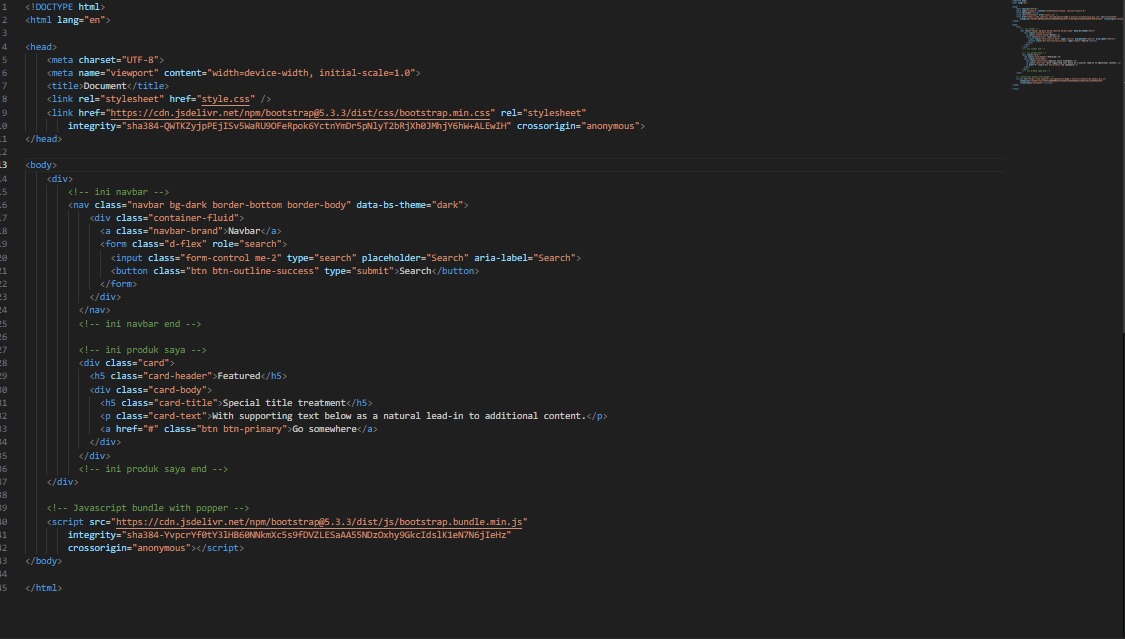 1 <!DOCTYPE html>
2 <html lang="en">
3
4 <head>
5 <meta charset="UTF-8">
6 <meta name="viewport" content="width=device-width, initial-scale=1.0">
7 <title>Document</title>
8 <link rel="stylesheet" href="style.css" />
9 <link href="https://cdn.jsdelivr.net/npm/bootstrap@5.3.3/dist/css/bootstrap.min.css" rel="stylesheet"
10 integrity="sha384-QWTKZyjpPEjISv5WaRU9OFeRpok6YctnYmDr5pNlyT2bRjXh0JMhjY6hW+ALEwIH" crossorigin="anonymous">
11 </head>
12
13 <body>
14 <div>
15 <!-- ini navbar -->
16 <nav class="navbar bg-dark border-bottom border-body" data-bs-theme="dark">
17 <div class="container-fluid">
18 <a class="navbar-brand">Navbar</a>
19 <form class="d-flex" role="search">
20 <input class="form-control me-2" type="search" placeholder="Search" aria-label="Search">
21 <button class="btn btn-outline-success" type="submit">Search</button>
22 </form>
23 </div>
24 </nav>
25 <!-- ini navbar end -->
26
27 <!-- ini produk saya -->
28 <div class="card">
29 <h5 class="card-header">Featured</h5>
30 <div class="card-body">
31 <h5 class="card-title">Special title treatment</h5>
32 <p class="card-text">With supporting text below as a natural lead-in to additional content.</p>
33 <a href="#" class="btn btn-primary">Go somewhere</a>
34 </div>
35 </div>
36 <!-- ini produk saya end -->
37 </div>
38
39 <!-- Javascript bundle with popper -->
40 <script src="https://cdn.jsdelivr.net/npm/bootstrap@5.3.3/dist/js/bootstrap.bundle.min.js"
41 integrity="sha384-YvpcrYf0tY3lHB60NNkmXc5s9fDVZLESaAA55NDzOxhy9GkcIdslK1eN7N6jIeHz"
42 crossorigin="anonymous"></script>
43 </body>
44
45 </html>